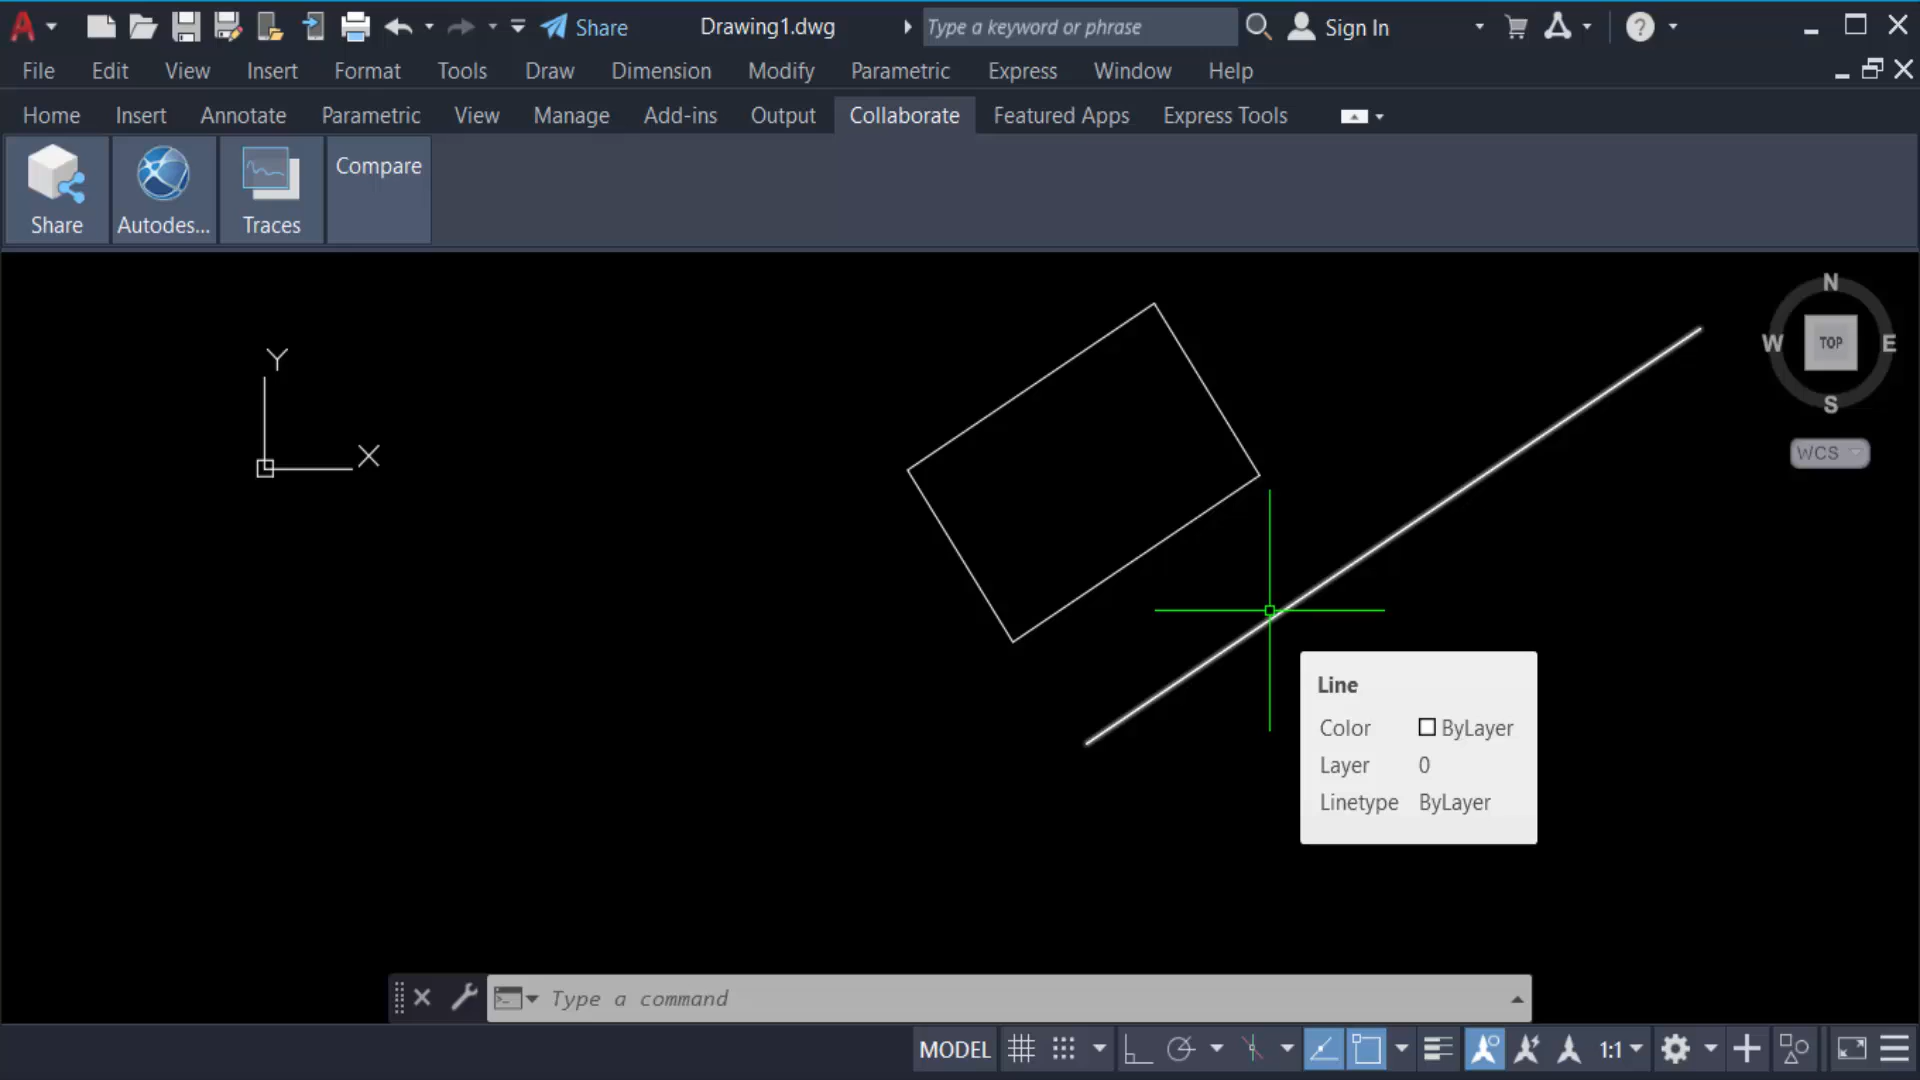 Share Drawing1.dwg Type a keyword or phrase Sign In
File Edit View Insert Format Tools Draw Dimension Modify Parametric Express Window Help
Home Insert Annotate Parametric View Manage Add-ins Output Collaborate Featured Apps Express Tools
Share Autodes... Traces Compare
N
W TOP E
S
WCS
Y
X
Line
Color ByLayer
Layer 0
Linetype ByLayer
Type a command
MODEL 1:1